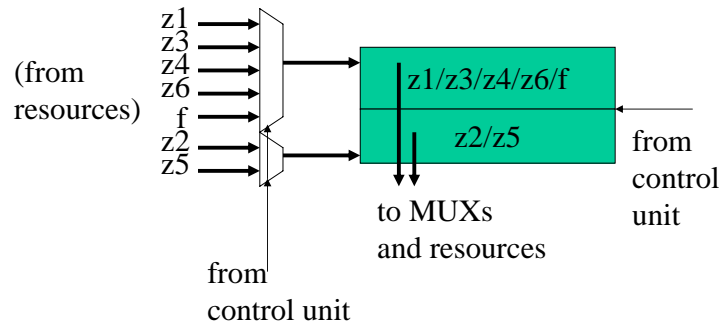 z1
z3
z4
z6
f
z2
z5
(from
resources)
z1/z3/z4/z6/f
z2/z5
from
control
unit
to MUXs
and resources
from
control unit